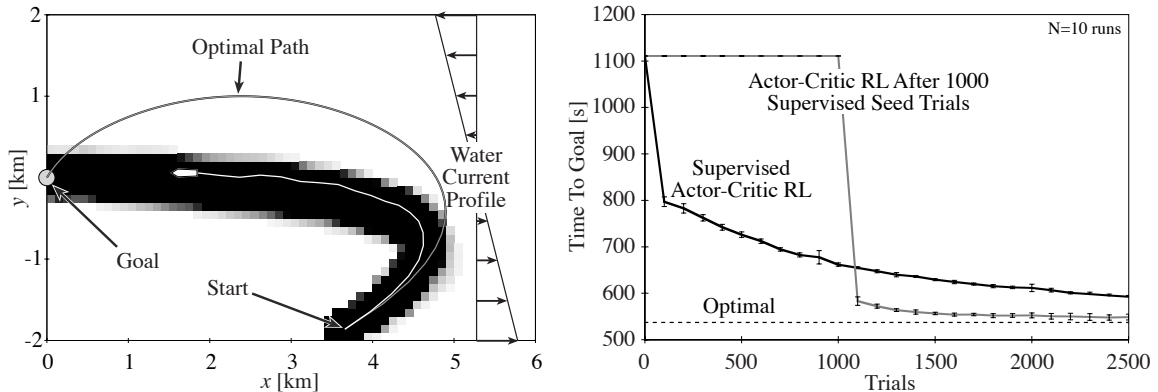 2
1
y [km]
-1
-2
0
1
2
3
4
5
6
x [km]
Optimal Path
Water
Current
Profile
Goal
Start
1200
1100
1000
900
800
700
600
500
Time To Goal [s]
N=10 runs
Actor-Critic RL After 1000
Supervised Seed Trials
Supervised
Actor-Critic RL
Optimal
0
500
1000
1500
2000
2500
Trials